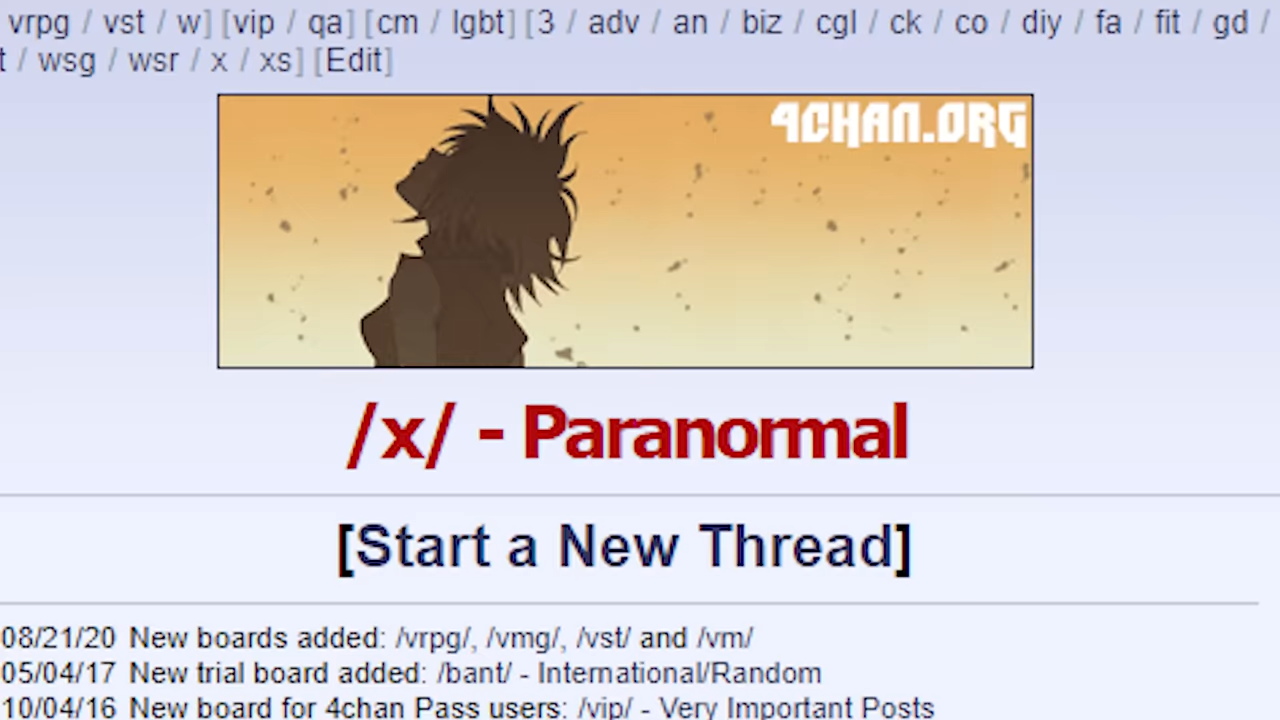 vrpg / vst / w] [vip / qa] [cm / lgbt] [3 / adv / an / biz / cgl / ck / co / diy / fa / fit / gd /
t / wsg / wsr / x / xs] [Edit]
4CHAN.ORG
/x/ - Paranormal
[Start a New Thread]
08/21/20 New boards added: /vrpg/, /vmg/, /vst/ and /vm/
05/04/17 New trial board added: /bant/ - International/Random
10/04/16 New board for 4chan Pass users: /vip/ - Very Important Posts